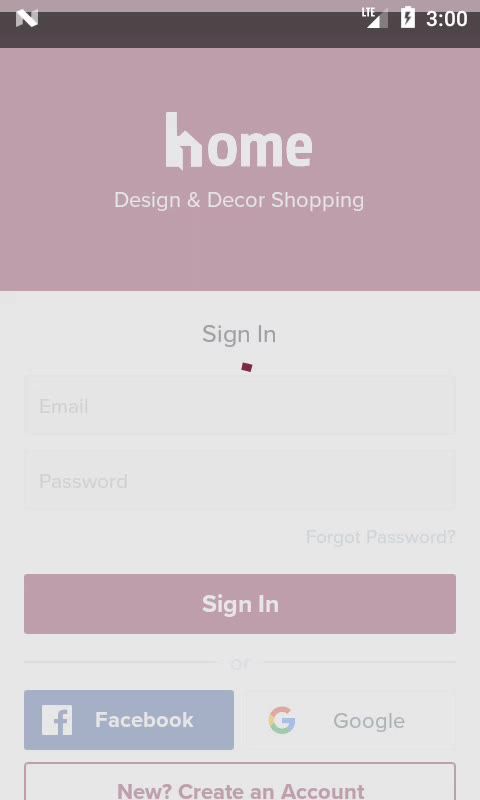 LTE 3:00
home
Design & Decor Shopping
Sign In
Email
Password
Forgot Password?
Sign In
or
Facebook
Google
New? Create an Account